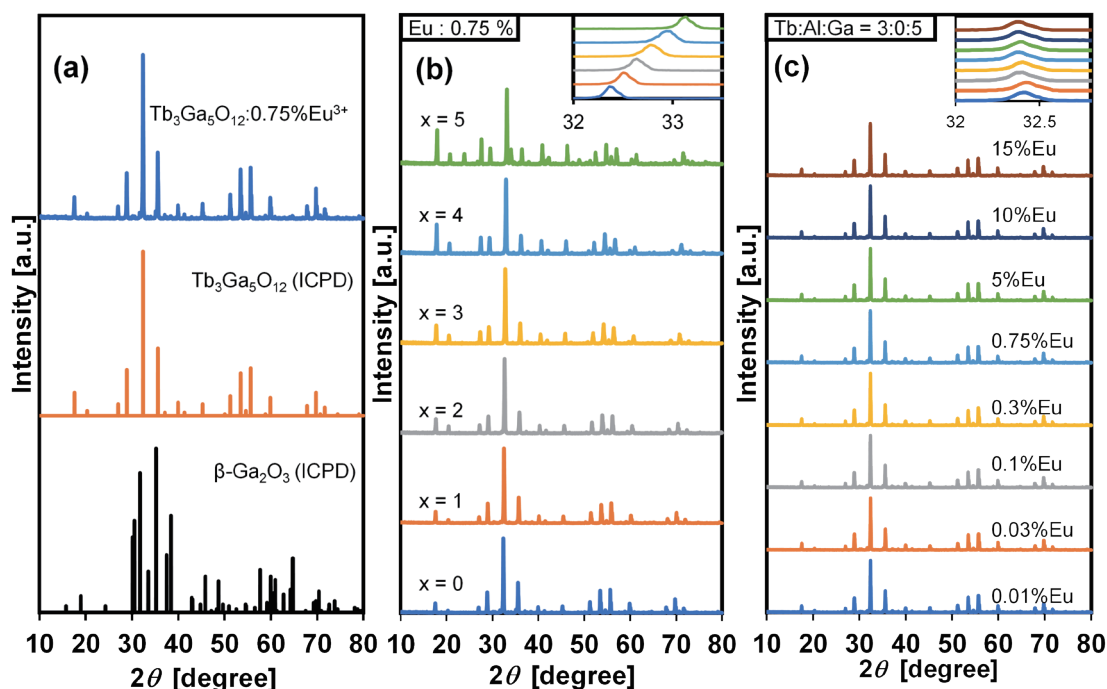 (a)
Tb₃Ga₅O₁₂:0.75%Eu³⁺
Tb₃Ga₅O₁₂ (ICPD)
β-Ga₂O₃ (ICPD)
Intensity [a.u.]
10 20 30 40 50 60 70 80
2θ [degree]
Eu : 0.75 %
(b)
32 33
x = 5
x = 4
x = 3
x = 2
x = 1
x = 0
Intensity [a.u.]
10 20 30 40 50 60 70 80
2θ [degree]
Tb:Al:Ga = 3:0:5
(c)
32 32.5
15%Eu
10%Eu
5%Eu
0.75%Eu
0.3%Eu
0.1%Eu
0.03%Eu
0.01%Eu
Intensity [a.u.]
10 20 30 40 50 60 70 80
2θ [degree]